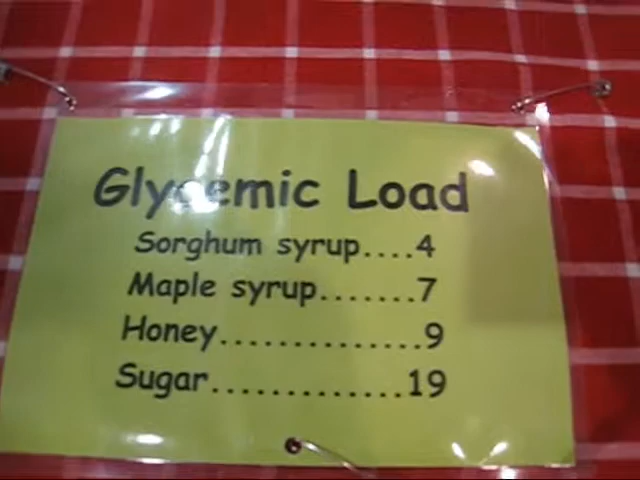 Glycemic Load
Sorghum syrup....4
Maple syrup.......7
Honey..............9
Sugar.............19